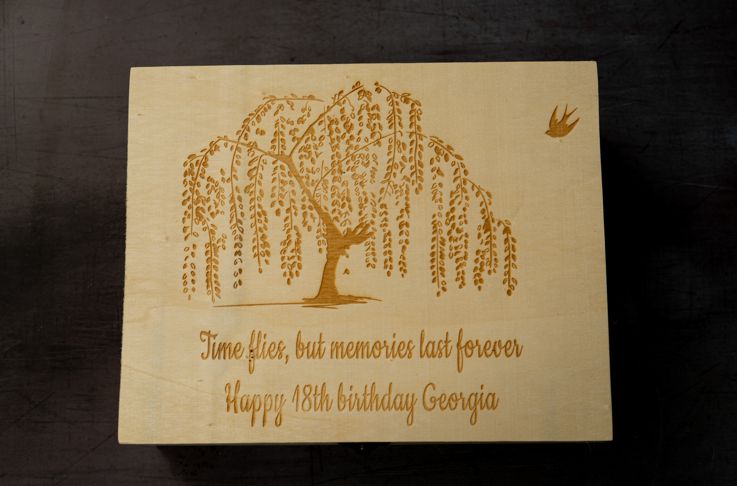 Time flies, but memories last forever
Happy 18th birthday Georgia